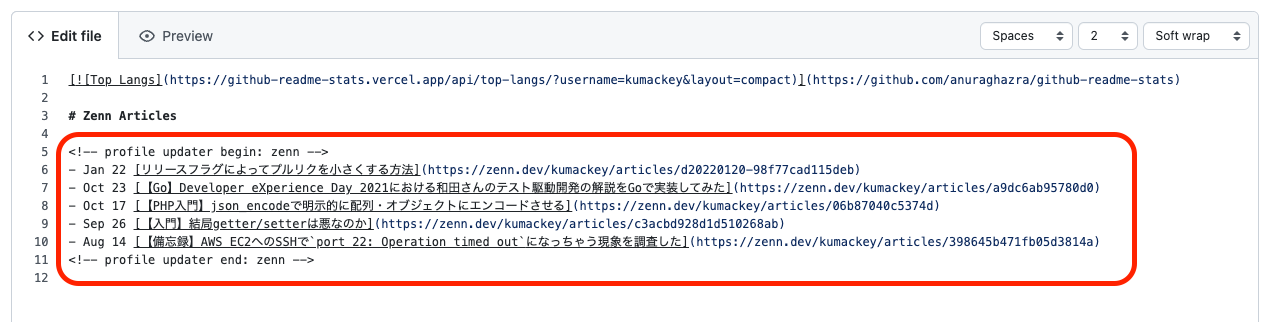 Edit file Preview Spaces 2 Soft wrap
1 [![Top Langs](https://github-readme-stats.vercel.app/api/top-langs/?username=kumackey&layout=compact)](https://github.com/anuraghazra/github-readme-stats)
2
3 # Zenn Articles
4
5 <!-- profile updater begin: zenn -->
6 - Jan 22 [リリースフラグによってプルリクを小さくする方法](https://zenn.dev/kumackey/articles/d20220120-98f77cad115deb)
7 - Oct 23 [【Go】Developer eXperience Day 2021における和田さんのテスト駆動開発の解説をGoで実装してみた](https://zenn.dev/kumackey/articles/a9dc6ab95780d0)
8 - Oct 17 [【PHP入門】json encodeで明示的に配列・オブジェクトにエンコードさせる](https://zenn.dev/kumackey/articles/06b87040c5374d)
9 - Sep 26 [【入門】結局getter/setterは悪なのか](https://zenn.dev/kumackey/articles/c3acbd928d1d510268ab)
10 - Aug 14 [【備忘録】AWS EC2へのSSHで`port 22: Operation timed out`になっちゃう現象を調査した](https://zenn.dev/kumackey/articles/398645b471fb05d3814a)
11 <!-- profile updater end: zenn -->
12